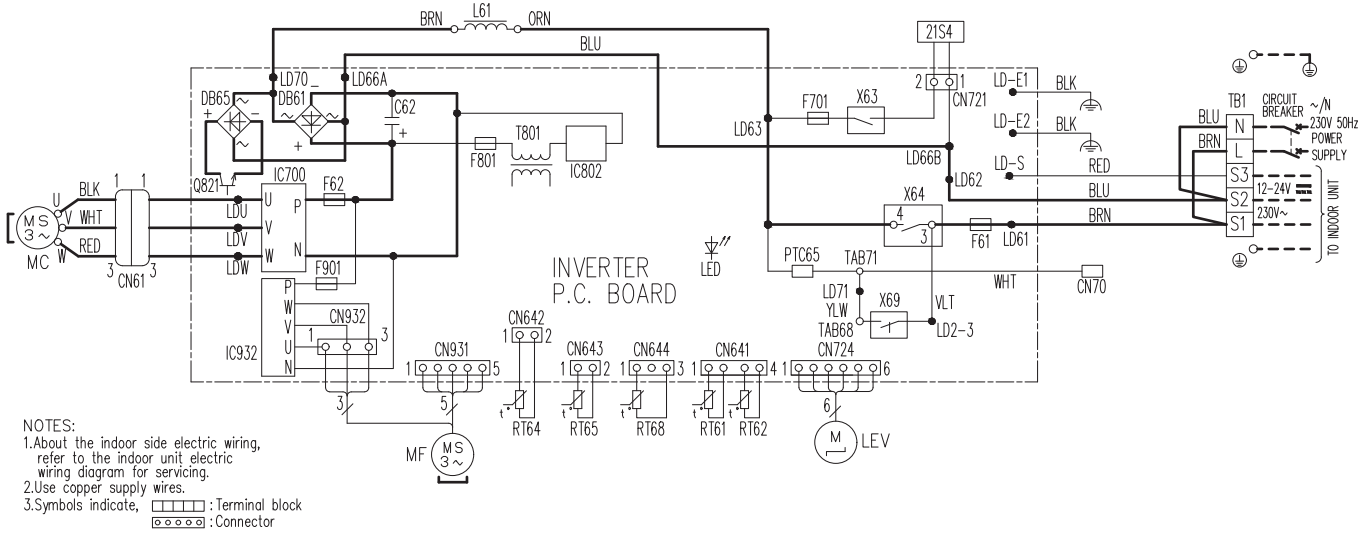 BRN L61 ORN
BLU
21S4
LD70 LD66A
DB65 DB61
~ - + - ~ ~ ~ +
C62
+
2 1
CN721
LD-E1 BLK
LD-E2 BLK
LD-S RED
F701 X63
LD63
LD66B
LD62
T801
F801
IC802
Q821
IC700
F62
TB1
CIRCUIT BREAKER
~/N
230V 50Hz
POWER
SUPPLY
BLU N
BRN L
S3
12-24V
S2
230V~
S1
TO INDOOR UNIT
BLU
BRN
X64
4
3
F61 LD61
U BLK 1 1 LDU U P
V WHT LDV V
W RED 3 3 LDW W N
MS
3~
MC
CN61
F901
INVERTER
P.C. BOARD
LED
PTC65 TAB71
WHT
CN70
LD71
YLW
X69
VLT
TAB68
LD2-3
P
W
V
U
N
IC932
CN932
1 3
CN931
1 5
CN642
1 2
CN643
1 2
CN644
1 3
CN641
1 4
CN724
1 6
3
5
6
t° t° t° t° t°
RT64 RT65 RT68 RT61 RT62
MF
MS
3~
M
LEV
NOTES:
1.About the indoor side electric wiring,
refer to the indoor unit electric
wiring diagram for servicing.
2.Use copper supply wires.
3.Symbols indicate, : Terminal block
: Connector